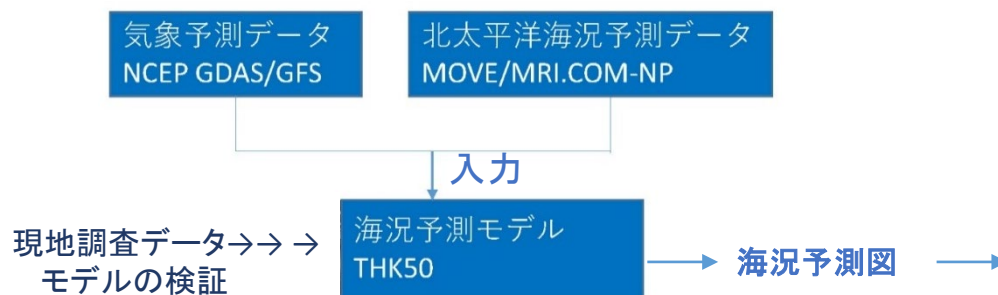 気象予測データ
NCEP GDAS/GFS
北太平洋海況予測データ
MOVE/MRI.COM-NP
入力
現地調査データ→→→
モデルの検証
海況予測モデル
THK50
海況予測図